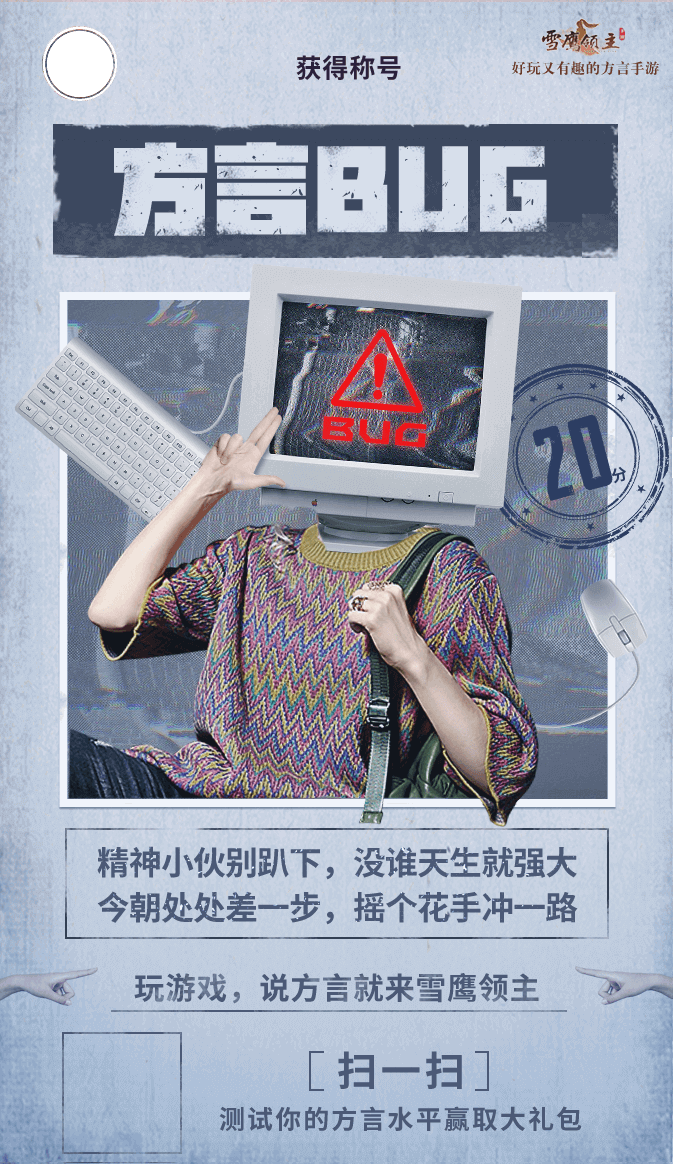 获得称号
雪鹰领主
好玩又有趣的方言手游
方言BUG
BUG
20分
精神小伙别趴下，没谁天生就强大
今朝处处差一步，摇个花手冲一路
玩游戏，说方言就来雪鹰领主
[扫一扫]
测试你的方言水平赢取大礼包